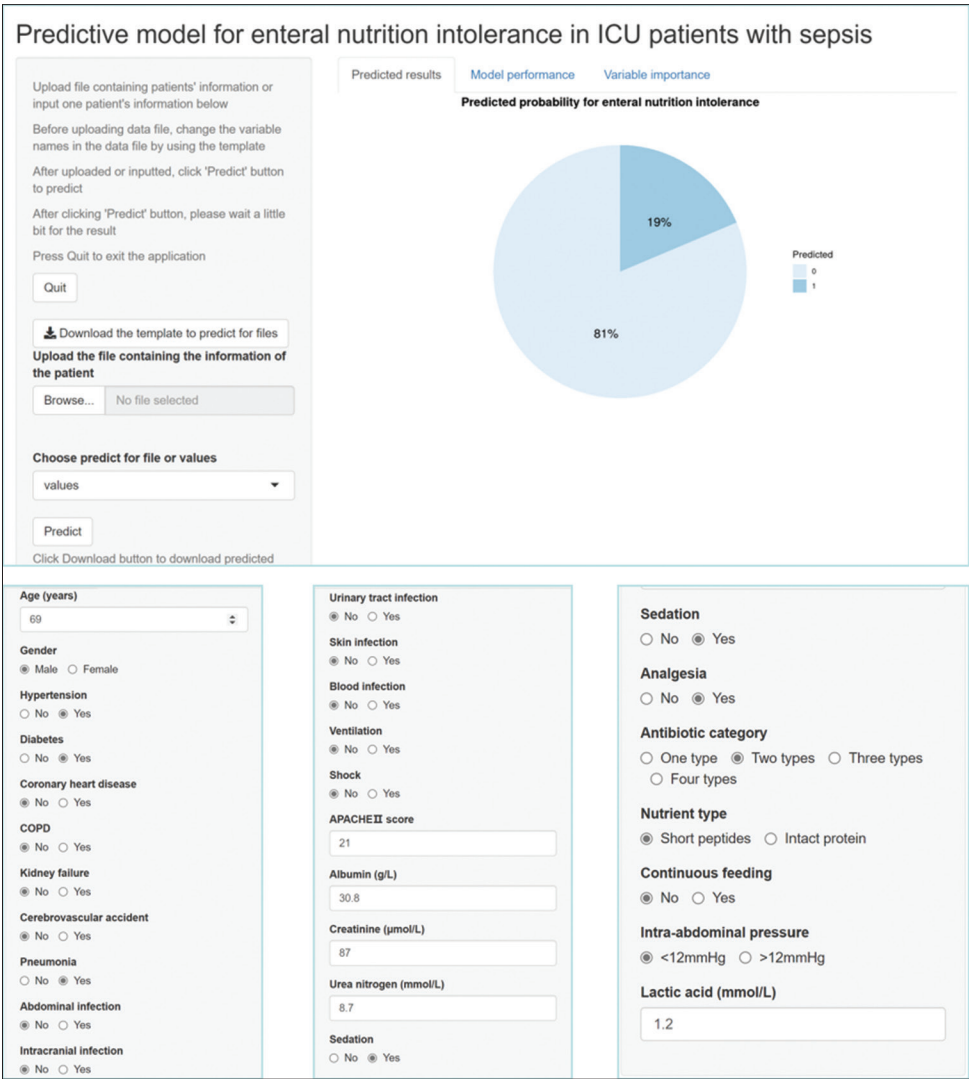 Predictive model for enteral nutrition intolerance in ICU patients with sepsis
Upload file containing patients' information or
input one patient's information below
Before uploading data file, change the variable
names in the data file by using the template
After uploaded or inputted, click 'Predict' button
to predict
After clicking 'Predict' button, please wait a little
bit for the result
Press Quit to exit the application
Quit
Download the template to predict for files
Upload the file containing the information of
the patient
Browse... No file selected
Choose predict for file or values
values
Predict
Click Download button to download predicted
Predicted results Model performance Variable importance
Predicted probability for enteral nutrition intolerance
19%
81%
Predicted
0
1
Age (years)
69
Gender
Male Female
Hypertension
No Yes
Diabetes
No Yes
Coronary heart disease
No Yes
COPD
No Yes
Kidney failure
No Yes
Cerebrovascular accident
No Yes
Pneumonia
No Yes
Abdominal infection
No Yes
Intracranial infection
No Yes
Urinary tract infection
No Yes
Skin infection
No Yes
Blood infection
No Yes
Ventilation
No Yes
Shock
No Yes
APACHEⅡ score
21
Albumin (g/L)
30.8
Creatinine (μmol/L)
87
Urea nitrogen (mmol/L)
8.7
Sedation
No Yes
Sedation
No Yes
Analgesia
No Yes
Antibiotic category
One type Two types Three types
Four types
Nutrient type
Short peptides Intact protein
Continuous feeding
No Yes
Intra-abdominal pressure
<12mmHg >12mmHg
Lactic acid (mmol/L)
1.2